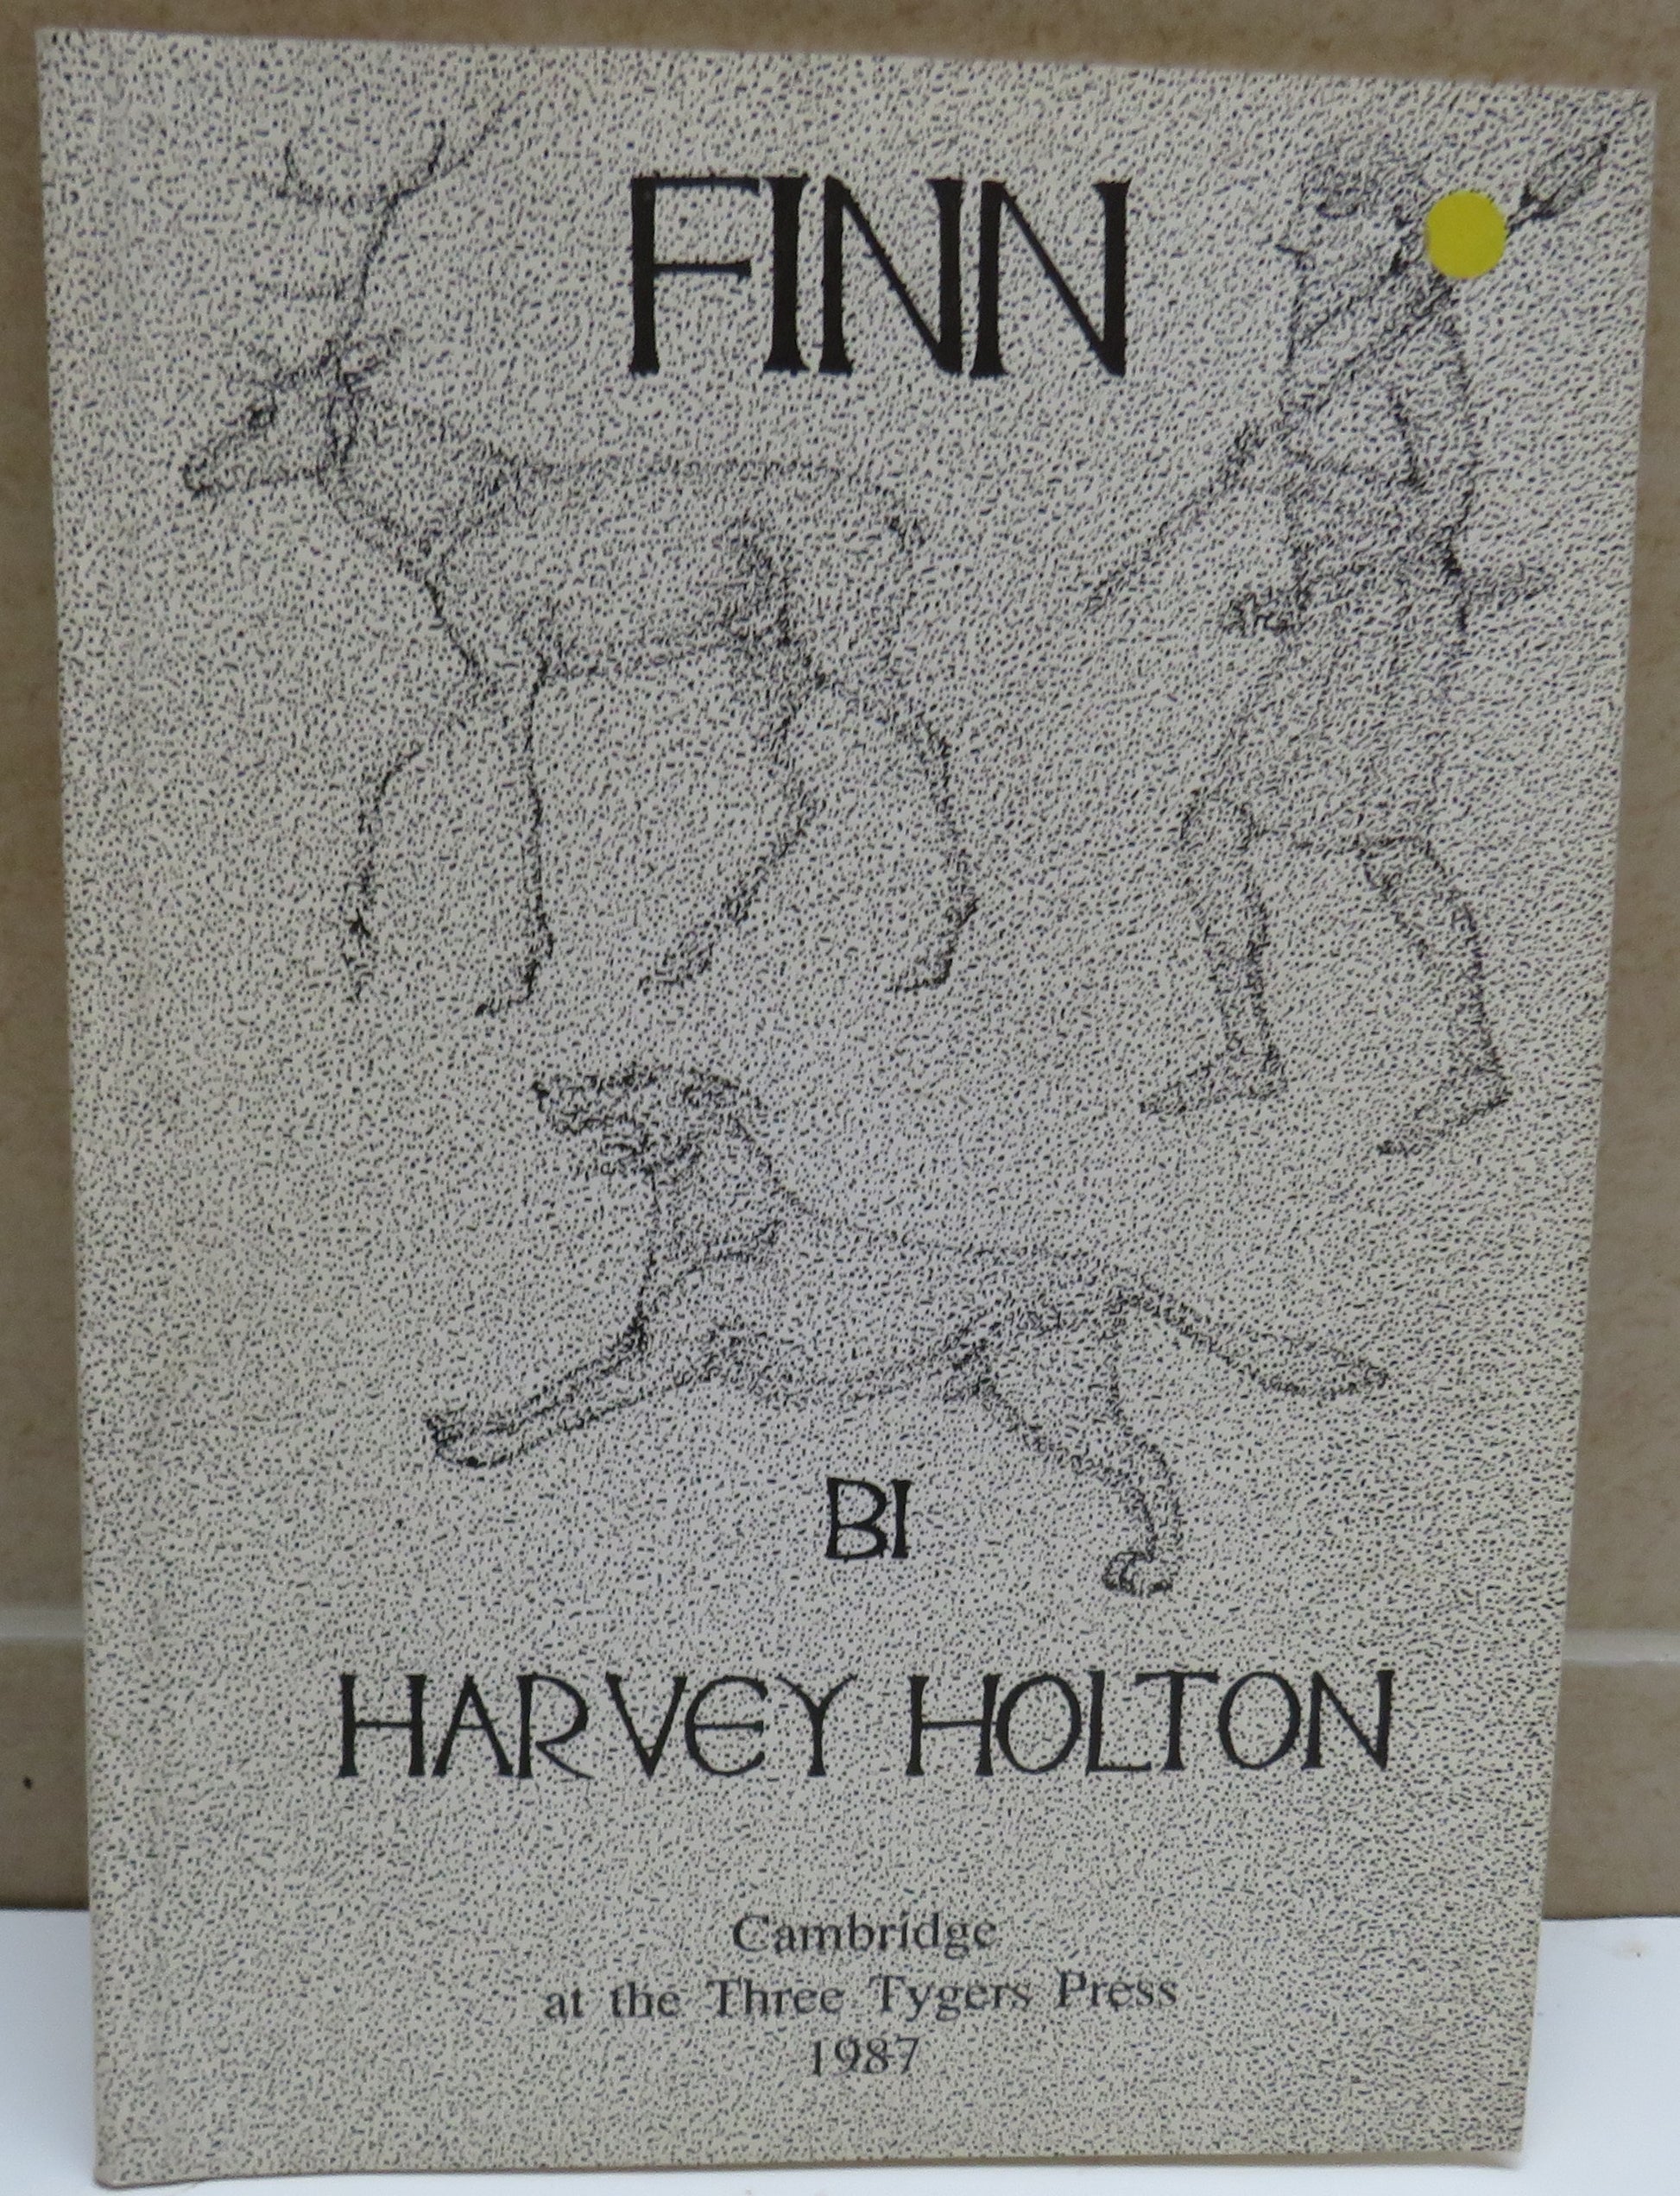 FINN
BI
HARVEY HOLTON
Cambridge
at the Three Tygers Press
1987